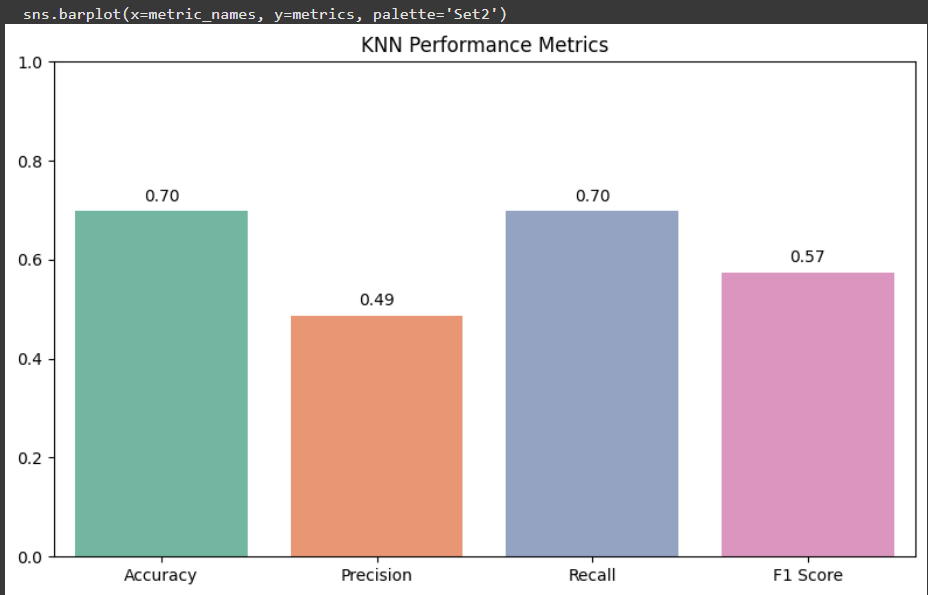 sns.barplot(x=metric_names, y=metrics, palette='Set2')
KNN Performance Metrics
1.0
0.8
0.6
0.4
0.2
0.0
0.70
0.49
0.70
0.57
Accuracy
Precision
Recall
F1 Score